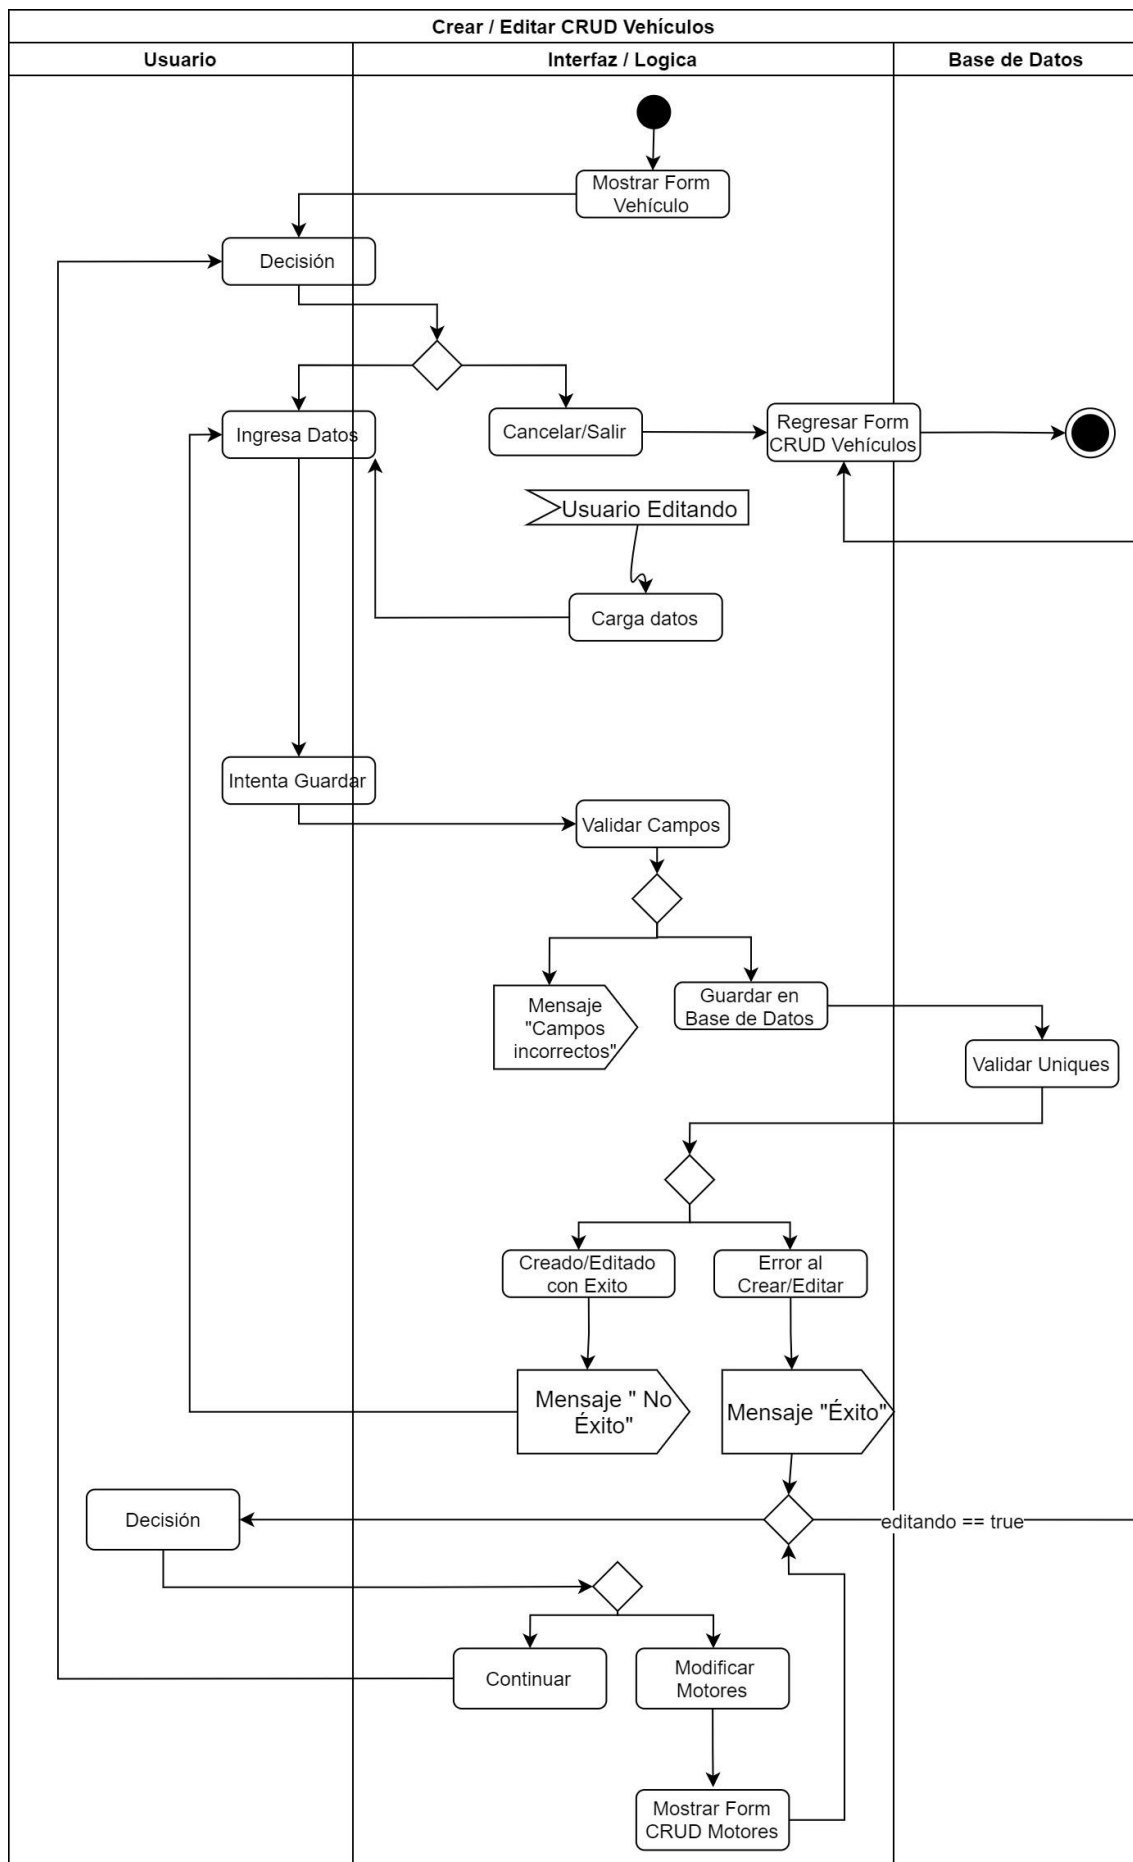 Crear / Editar CRUD Vehículos
Usuario
Interfaz / Logica
Base de Datos
Mostrar Form
Vehículo
Decisión
Ingresa Datos
Cancelar/Salir
Regresar Form
CRUD Vehículos
Usuario Editando
Carga datos
Intenta Guardar
Validar Campos
Mensaje
"Campos
incorrectos"
Guardar en
Base de Datos
Validar Uniques
Creado/Editado
con Exito
Error al
Crear/Editar
Mensaje " No
Éxito"
Mensaje "Éxito"
Decisión
editando == true
Continuar
Modificar
Motores
Mostrar Form
CRUD Motores